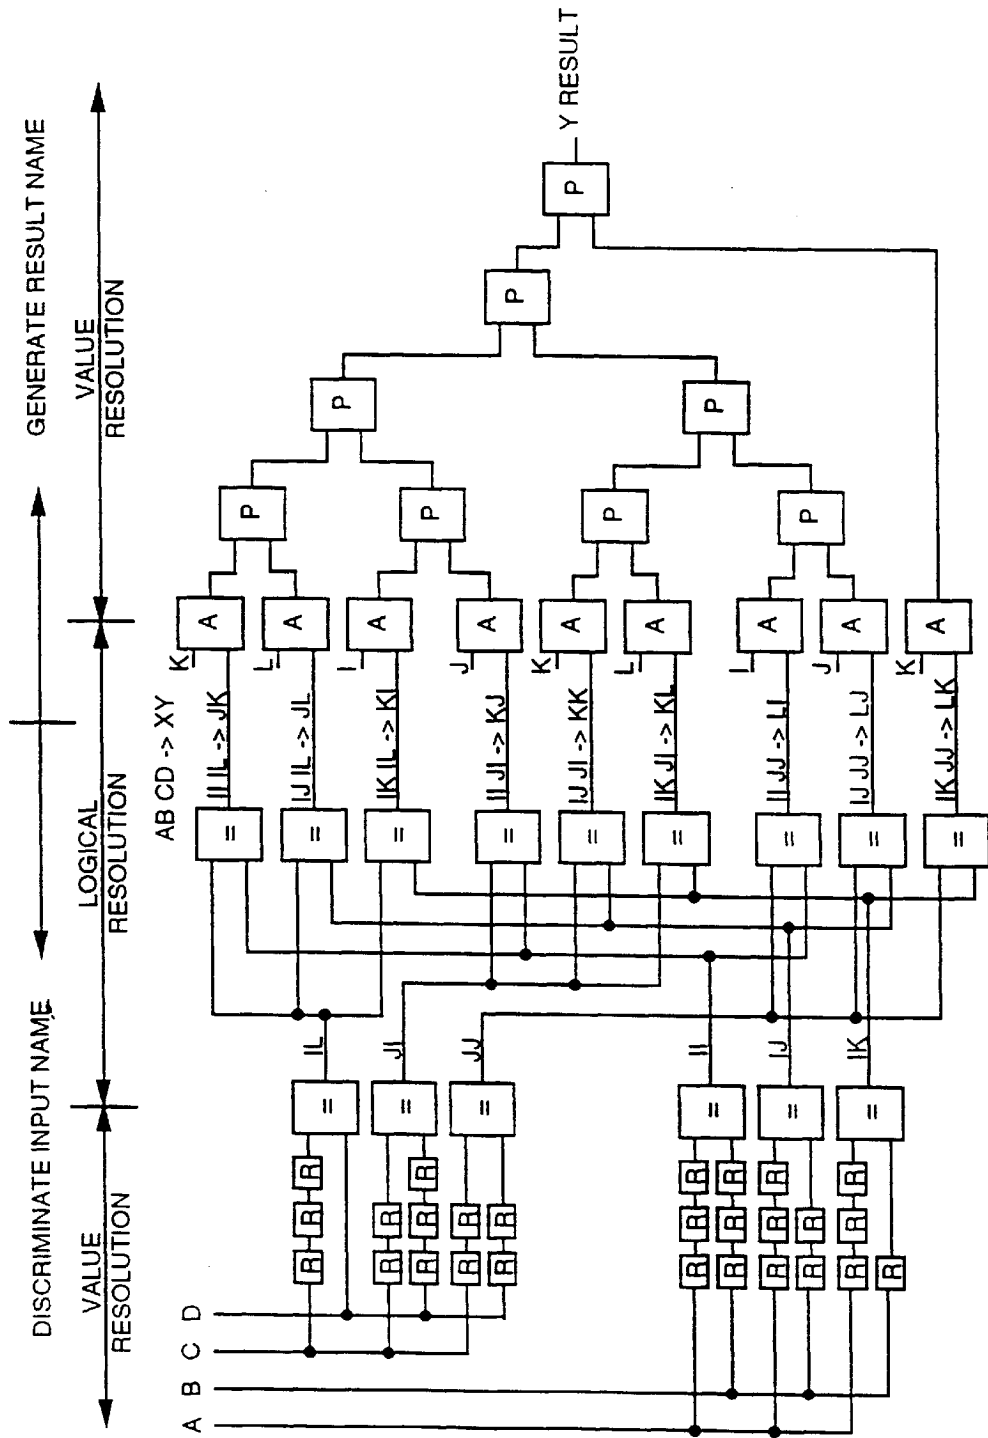 DISCRIMINATE INPUT NAME GENERATE RESULT NAME
VALUE RESOLUTION
LOGICAL RESOLUTION
VALUE RESOLUTION
AB CD -> XY
A B C D
R R R = IL
R R
R R R = JI
R R
R R = JJ
R R R
R R R = II
R R R
R R = IJ
R R R
R = IK
= II IL -> JK K A
= IJ IL -> JL L A
= IK IL -> KI I A
= II JI -> KJ J A
= IJ JI -> KK K A
= IK JI -> KL L A
= II JJ -> LI I A
= IJ JJ -> LJ J A
= IK JJ -> LK K A
P
P
P
P
P
P
P
P Y RESULT